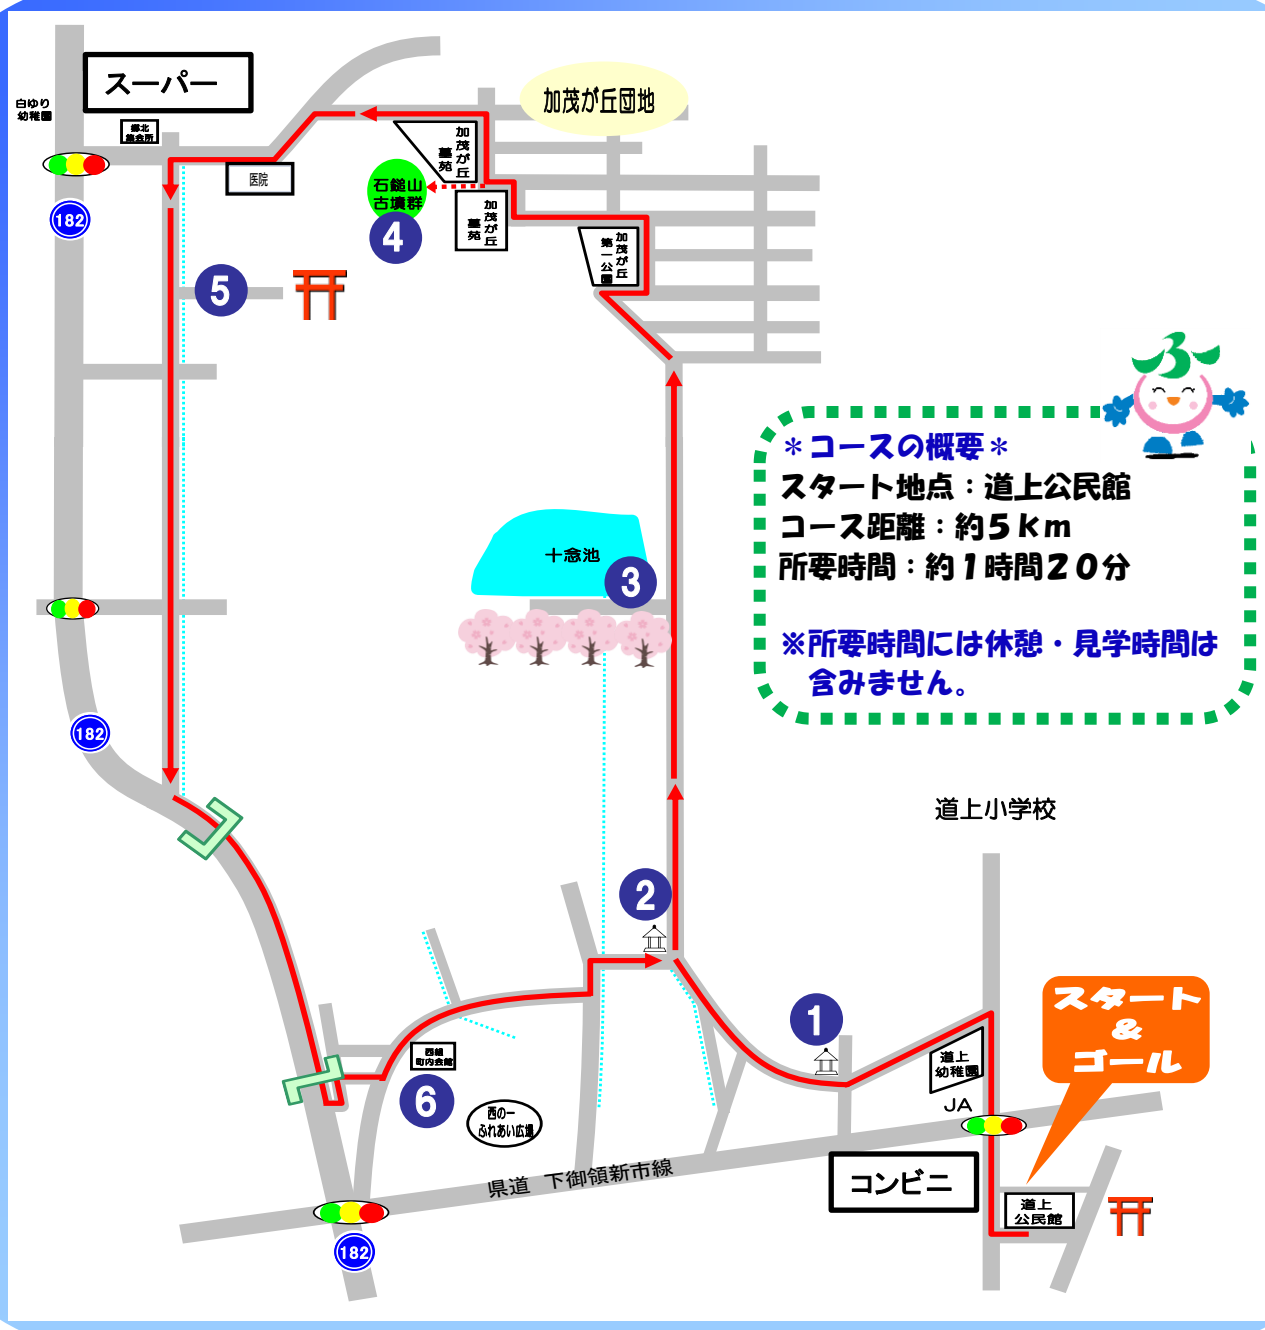 スーパー
白ゆり
幼稚園
郷北
集会所
医院
182
加茂が丘団地
加茂が丘
墓苑
石鎚山
古墳群
4
加茂が丘
墓苑
加茂が丘
第一公園
5
ふ
*コースの概要*
スタート地点：道上公民館
コース距離：約5km
所要時間：約1時間20分
※所要時間には休憩・見学時間は
含みません。
十念池
3
182
道上小学校
2
1
スタート
&
ゴール
道上
幼稚園
JA
西組
町内会館
6
西の一
ふれあい広場
県道 下御領新市線
コンビニ
道上
公民館
182